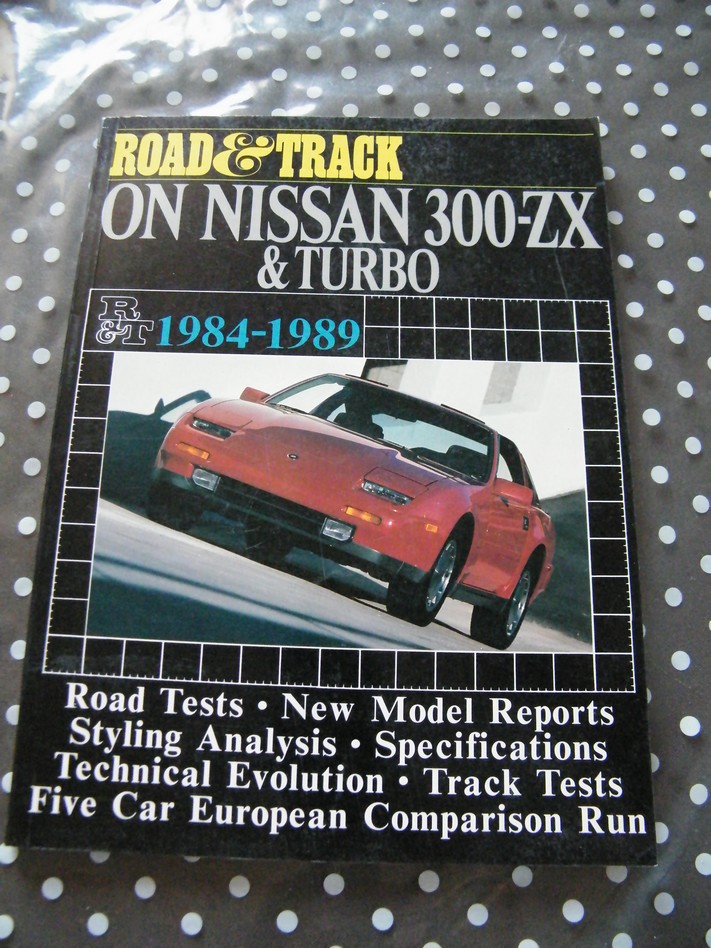 ROAD & TRACK
ON NISSAN 300-ZX
& TURBO
R&T 1984-1989
Road Tests • New Model Reports
Styling Analysis • Specifications
Technical Evolution • Track Tests
Five Car European Comparison Run